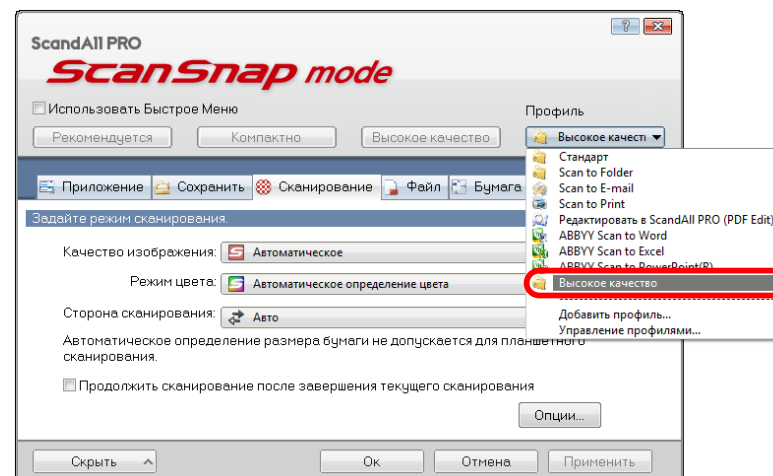 ScandAll PRO
ScanSnap mode
Использовать Быстрое Меню
Профиль
Рекомендуется
Компактно
Высокое качество
Высокое качестı
Стандарт
Scan to Folder
Scan to E-mail
Scan to Print
Редактировать в ScandAll PRO (PDF Edit)
ABBYY Scan to Word
ABBYY Scan to Excel
ABBYY Scan to PowerPoint(R)
Высокое качество
Добавить профиль...
Управление профилями...
Приложение
Сохранить
Сканирование
Файл
Бумага
Задайте режим сканирования.
Качество изображения:
Автоматическое
Режим цвета:
Автоматическое определение цвета
Сторона сканирования:
Авто
Автоматическое определение размера бумаги не допускается для планшетного
сканирования.
Продолжить сканирование после завершения текущего сканирования
Опции...
Скрыть
Ок
Отмена
Применить